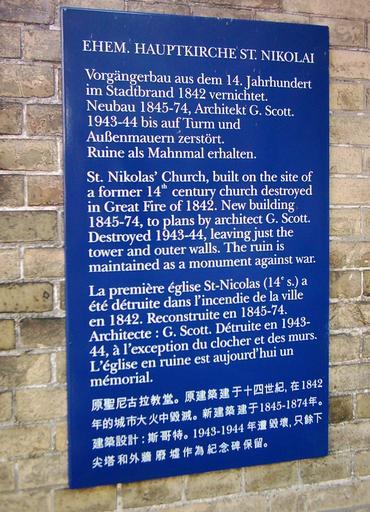 EHEM. HAUPTKIRCHE ST. NIKOLAI
Vorgängerbau aus dem 14. Jahrhundert
im Stadtbrand 1842 vernichtet.
Neubau 1845-74, Architekt G. Scott.
1943-44 bis auf Turm und
Außenmauern zerstört.
Ruine als Mahnmal erhalten.
St. Nikolas' Church, built on the site of
a former 14th century church destroyed
in Great Fire of 1842. New building
1845-74, to plans by architect G. Scott.
Destroyed 1943-44, leaving just the
tower and outer walls. The ruin is
maintained as a monument against war.
La première église St-Nicolas (14e s.) a
été détruite dans l'incendie de la ville
en 1842. Reconstruite en 1845-74.
Architecte : G. Scott. Détruite en 1943-
44, à l'exception du clocher et des murs.
L'église en ruine est aujourd'hui un
mémorial.
原聖尼古拉教堂。原建築建于十四世紀, 在1842
年的城市大火中毀滅。新建築建于1845-1874年。
建築設計: 斯哥特。1943-1944年遭毀壞, 只餘下
尖塔和外牆廢墟作為紀念碑保留。